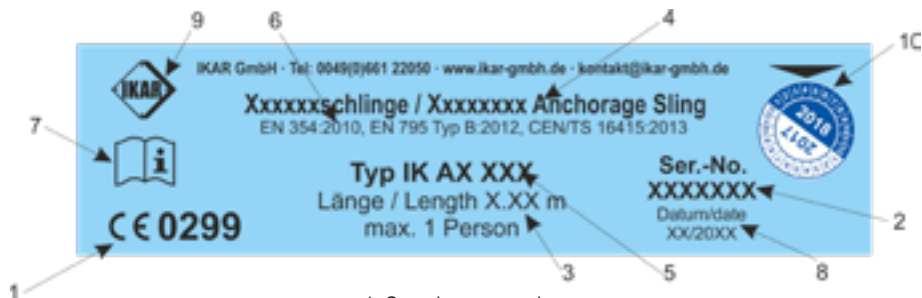 9
6
4
10
IKAR
IKAR GmbH · Tel: 0049(0)661 22050 · www.ikar-gmbh.de · kontakt@ikar-gmbh.de
Xxxxxxschlinge / Xxxxxxxx Anchorage Sling
EN 354:2010, EN 795 Typ B:2012, CEN/TS 16415:2013
2018
2017
7
i
Typ IK AX XXX
Ser.-No.
XXXXXXX
Länge / Length X.XX m
max. 1 Person
Datum/date
XX/20XX
2
CE 0299
1
3
5
8